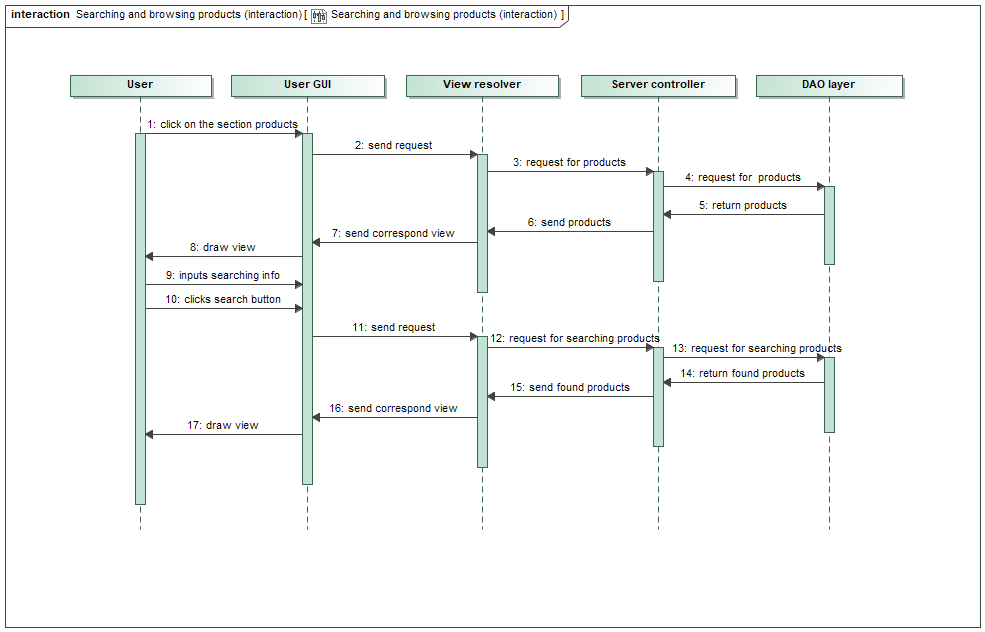 interaction Searching and browsing products (interaction) [ Searching and browsing products (interaction) ]
User
User GUI
View resolver
Server controller
DAO layer
1: click on the section products
2: send request
3: request for products
4: request for  products
5: return products
6: send products
7: send correspond view
8: draw view
9: inputs searching info
10: clicks search button
11: send request
12: request for searching products
13: request for searching products
14: return found products
15: send found products
16: send correspond view
17: draw view